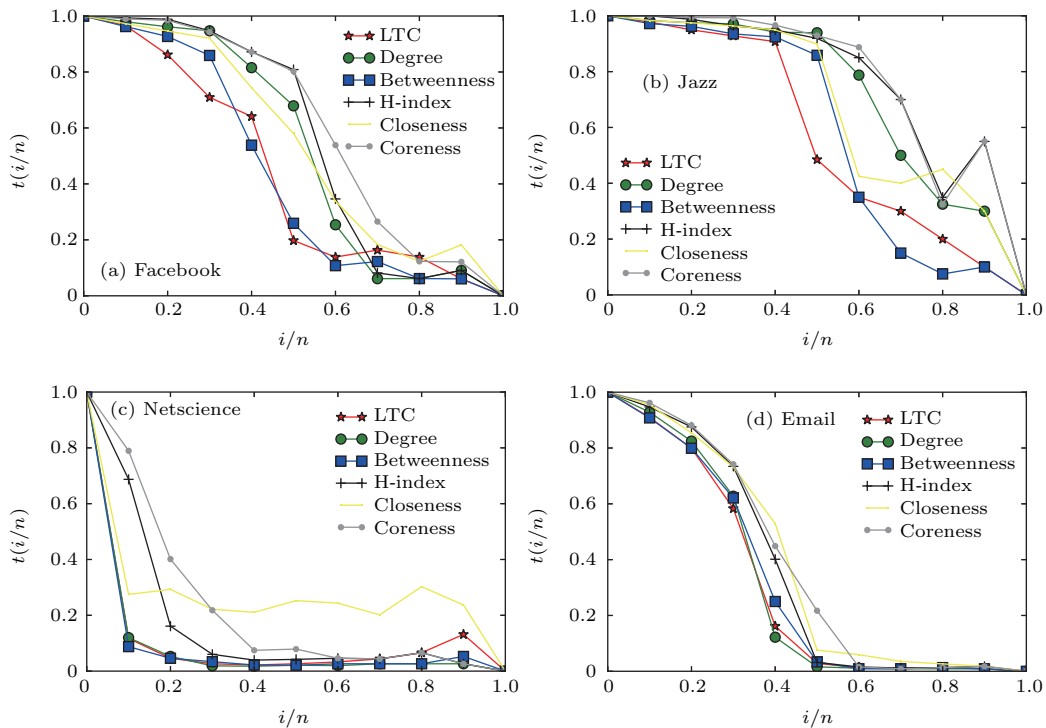 1.0
0.8
0.6
0.4
0.2
0
t(i/n)
LTC
Degree
Betweenness
H-index
Closeness
Coreness
(a) Facebook
0 0.2 0.4 0.6 0.8 1.0
i/n
1.0
0.8
0.6
0.4
0.2
0
t(i/n)
(b) Jazz
LTC
Degree
Betweenness
H-index
Closeness
Coreness
0 0.2 0.4 0.6 0.8 1.0
i/n
1.0
0.8
0.6
0.4
0.2
0
t(i/n)
(c) Netscience
LTC
Degree
Betweenness
H-index
Closeness
Coreness
0 0.2 0.4 0.6 0.8 1.0
i/n
1.0
0.8
0.6
0.4
0.2
0
t(i/n)
(d) Email
LTC
Degree
Betweenness
H-index
Closeness
Coreness
0 0.2 0.4 0.6 0.8 1.0
i/n